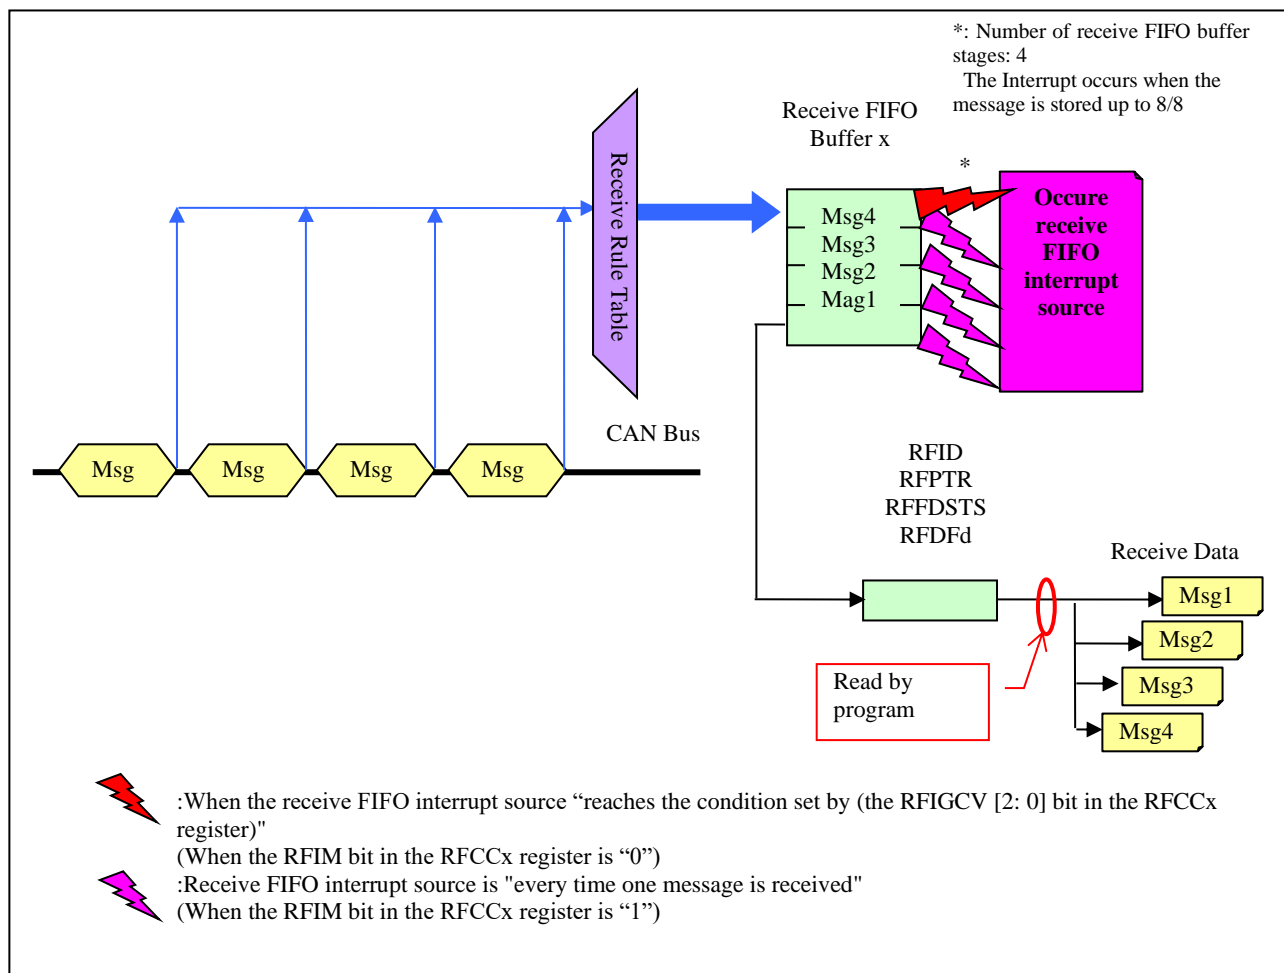 *: Number of receive FIFO buffer
stages: 4
The Interrupt occurs when the
message is stored up to 8/8
Receive FIFO
Buffer x
*
Receive Rule Table
Msg4
Msg3
Msg2
Mag1
Occure
receive
FIFO
interrupt
source
CAN Bus
Msg
Msg
Msg
Msg
RFID
RFPTR
RFFDSTS
RFDFd
Receive Data
Msg1
Msg2
Msg3
Msg4
Read by
program
:When the receive FIFO interrupt source “reaches the condition set by (the RFIGCV [2: 0] bit in the RFCCx
register)"
(When the RFIM bit in the RFCCx register is “0”)
:Receive FIFO interrupt source is "every time one message is received"
(When the RFIM bit in the RFCCx register is “1”)